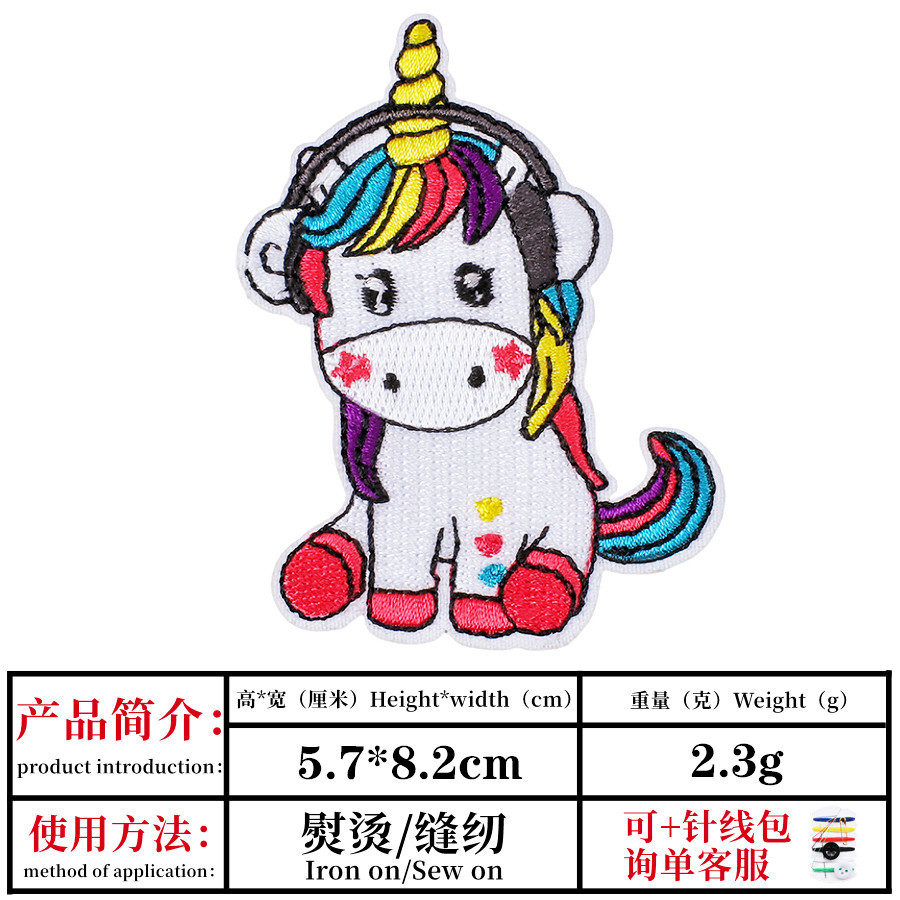 产品简介：
product introduction：
高*宽（厘米）Height*width（cm）
重量（克）Weight（g）
5.7*8.2cm
2.3g
使用方法：
method of application：
熨烫/缝纫
Iron on/Sew on
可+针线包
询单客服